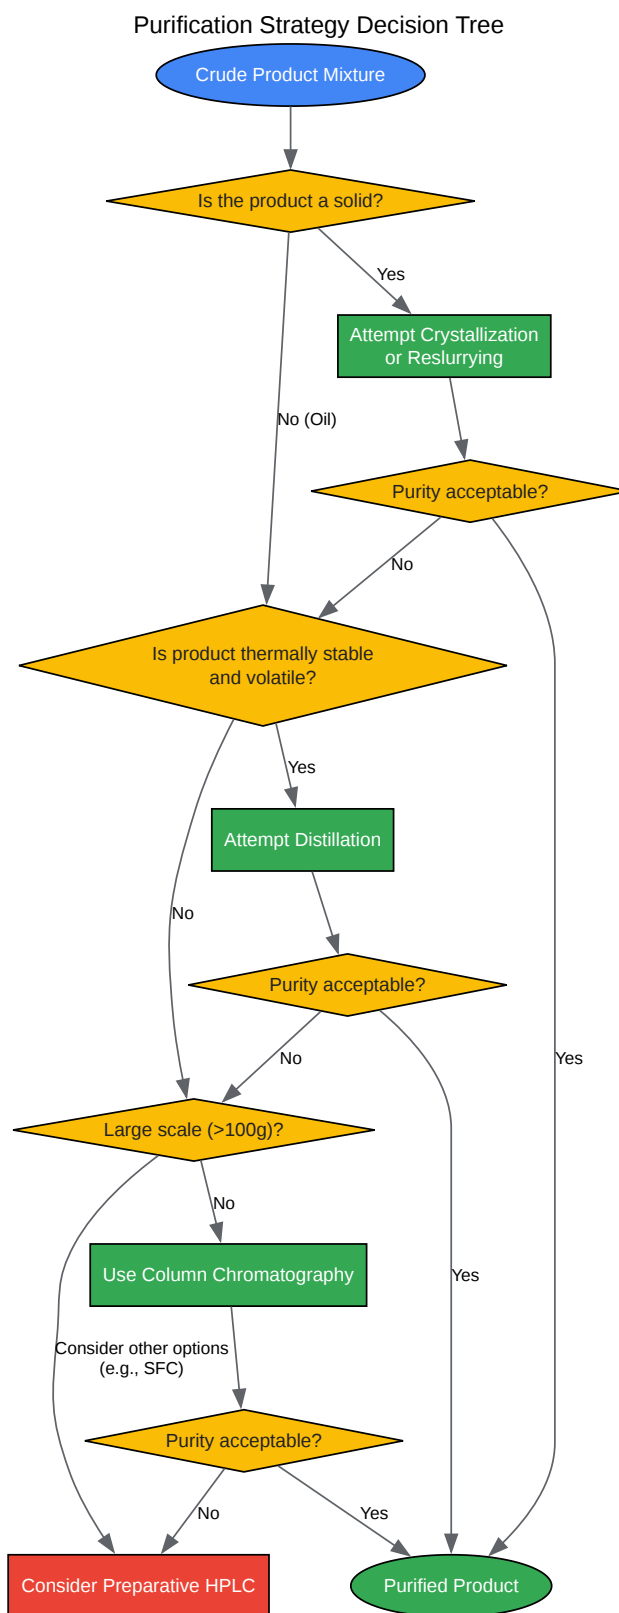 Purification Strategy Decision Tree
Crude Product Mixture
Is the product a solid?
Yes
Attempt Crystallization
or Reslurrying
No (Oil)
Purity acceptable?
No
Is product thermally stable
and volatile?
Yes
Attempt Distillation
No
Purity acceptable?
No
Yes
Large scale (>100g)?
No
Use Column Chromatography
Yes
Consider other options
(e.g., SFC)
Purity acceptable?
No
Yes
Consider Preparative HPLC
Purified Product